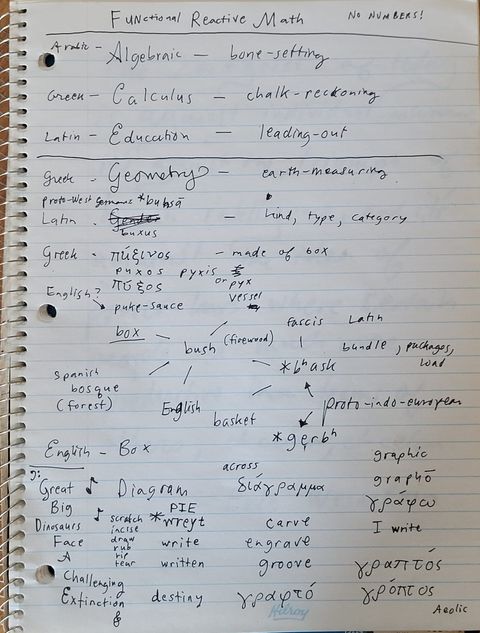 Functional Reactive Math NO NUMBERS!
Arabic - Algebraic - bone-setting
Greek - Calculus - chalk-reckoning
Latin - Education - leading-out
Greek - Geometry - earth-measuring
Proto-West Germanic *buhsā
Latin - Gender - kind, type, category
buxus
Greek - πύξινος - made of box
puxos pyxis
πύξος or pyx
English? vessel
puke-sauce
box (firewood) fascis Latin
bush bundle, packages, load
Spanish *bʰask
bosque
(forest) English proto-indo-european
basket
*gerbʰ
English - Box graphic
across graphō
Great Diagram διάγραμμα γράφω
Big PIE
Dinosaurs scratch *wreyt carve I write
incise
Face draw write engrave
rub
A rip written groove γραπτός
tear
Challenging
Extinction destiny γραφτό γρόπτος
Kilroy Aeolic